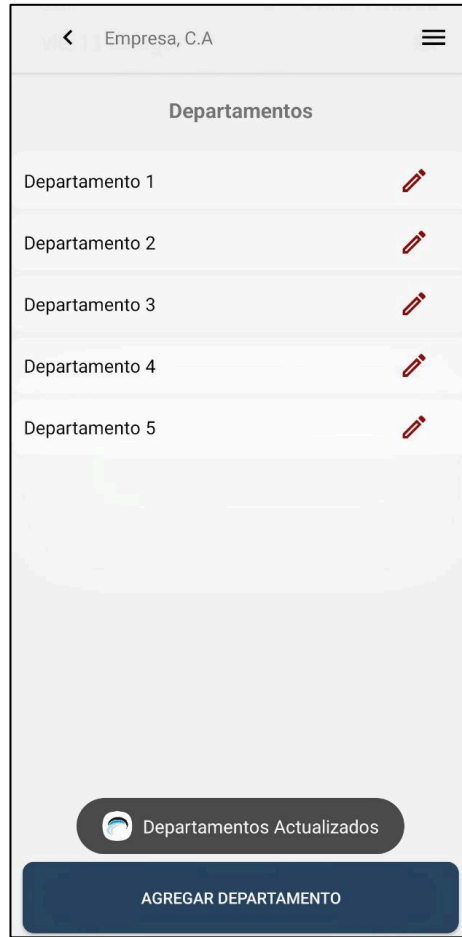 Empresa, C.A
Departamentos
Departamento 1
Departamento 2
Departamento 3
Departamento 4
Departamento 5
Departamentos Actualizados
AGREGAR DEPARTAMENTO